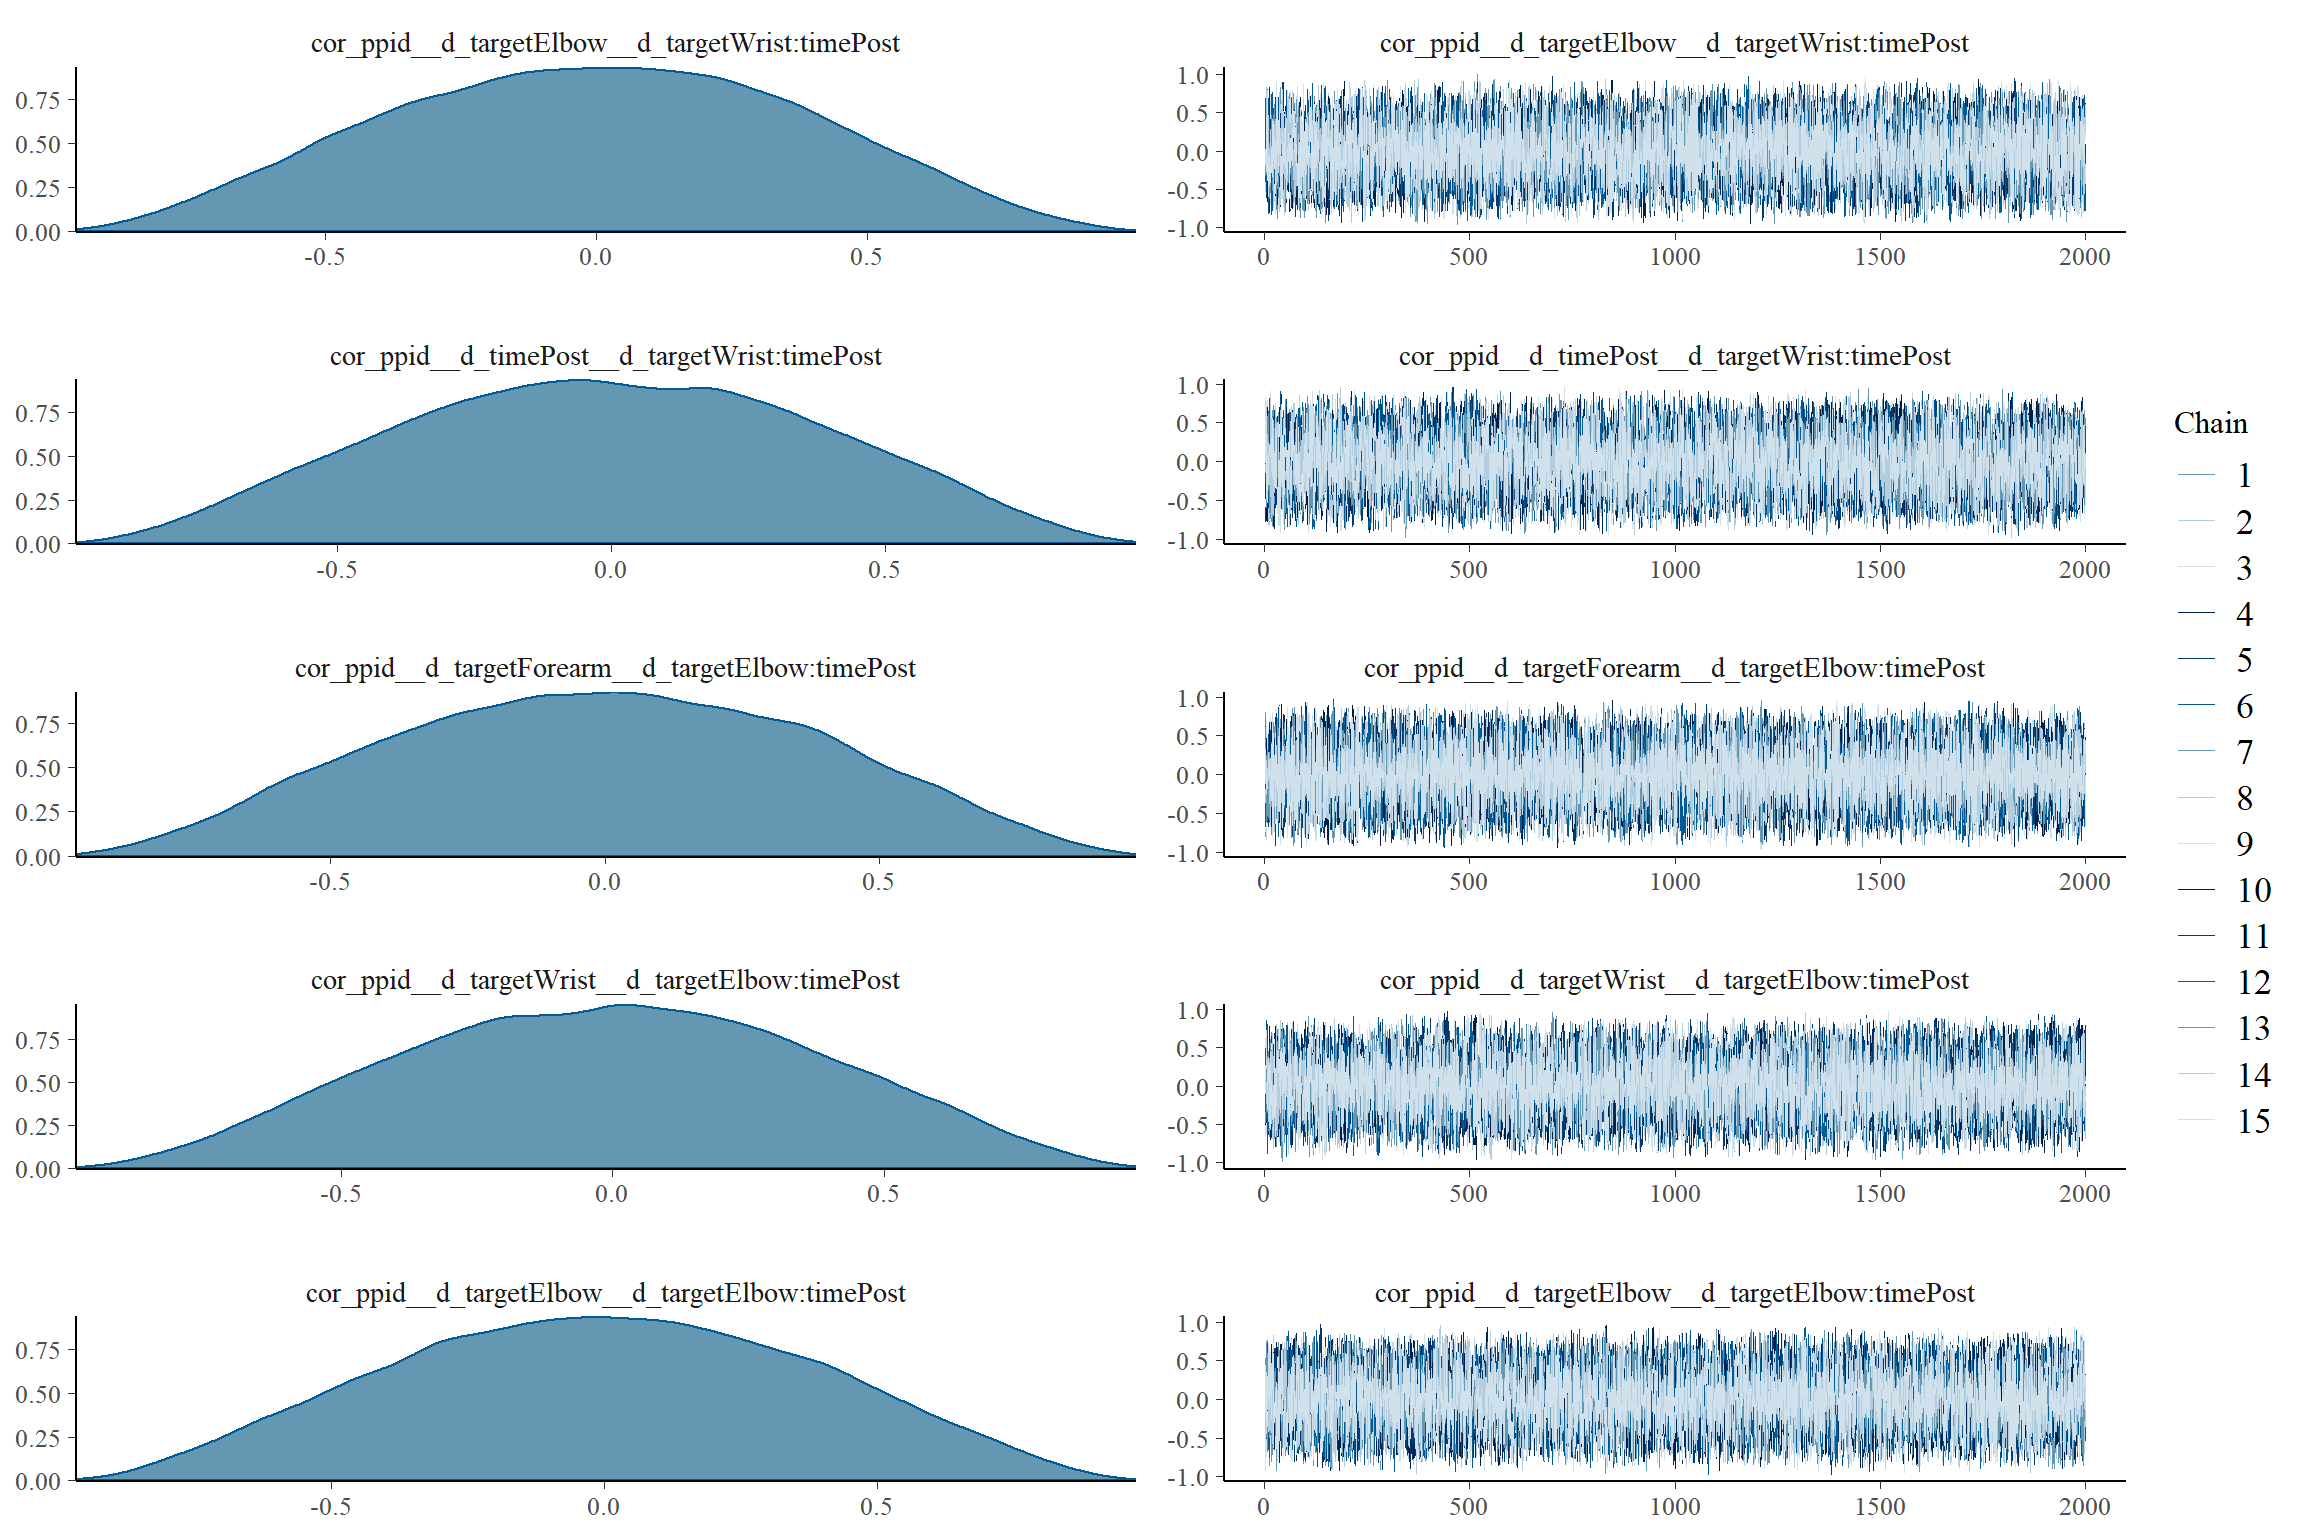 cor_ppid__d_targetElbow__d_targetWrist:timePost
0.75
0.50
0.25
0.00
-0.5 0.0 0.5
cor_ppid__d_targetElbow__d_targetWrist:timePost
1.0
0.5
0.0
-0.5
-1.0
0 500 1000 1500 2000
cor_ppid__d_timePost__d_targetWrist:timePost
0.75
0.50
0.25
0.00
-0.5 0.0 0.5
cor_ppid__d_timePost__d_targetWrist:timePost
1.0
0.5
0.0
-0.5
-1.0
0 500 1000 1500 2000
cor_ppid__d_targetForearm__d_targetElbow:timePost
0.75
0.50
0.25
0.00
-0.5 0.0 0.5
cor_ppid__d_targetForearm__d_targetElbow:timePost
1.0
0.5
0.0
-0.5
-1.0
0 500 1000 1500 2000
cor_ppid__d_targetWrist__d_targetElbow:timePost
0.75
0.50
0.25
0.00
-0.5 0.0 0.5
cor_ppid__d_targetWrist__d_targetElbow:timePost
1.0
0.5
0.0
-0.5
-1.0
0 500 1000 1500 2000
cor_ppid__d_targetElbow__d_targetElbow:timePost
0.75
0.50
0.25
0.00
-0.5 0.0 0.5
cor_ppid__d_targetElbow__d_targetElbow:timePost
1.0
0.5
0.0
-0.5
-1.0
0 500 1000 1500 2000
Chain
1
2
3
4
5
6
7
8
9
10
11
12
13
14
15